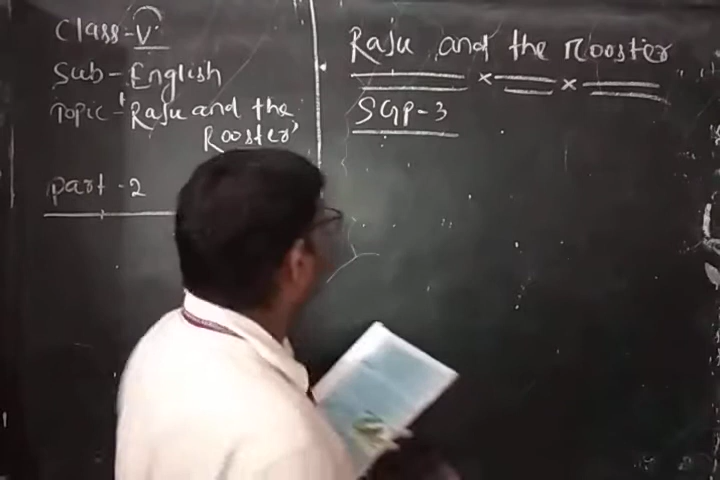 Class-V
Sub-English
Topic-'Raju and the
Rooster'
Part-2
Raju and the Rooster
SGP-3